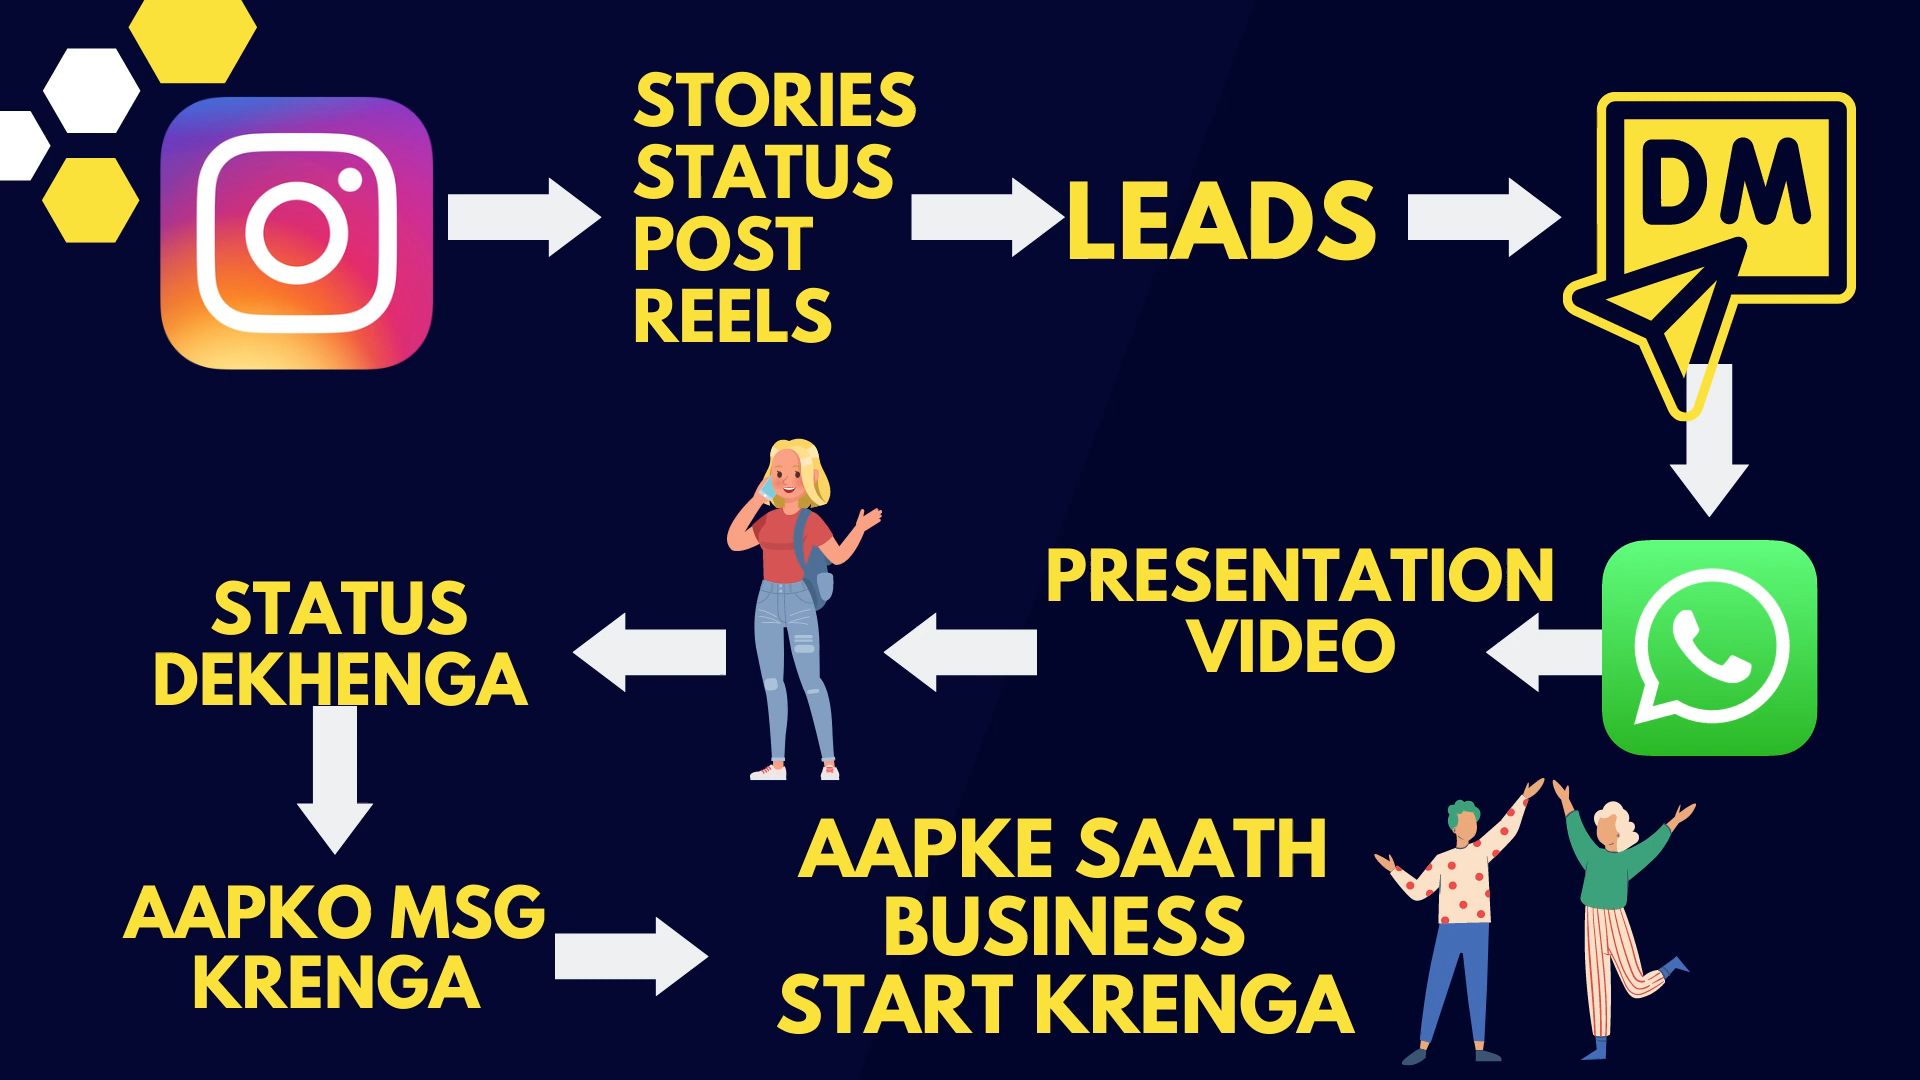 STORIES
STATUS
POST
REELS
LEADS
DM
PRESENTATION
VIDEO
STATUS
DEKHENGA
AAPKO MSG
KRENGA
AAPKE SAATH
BUSINESS
START KRENGA